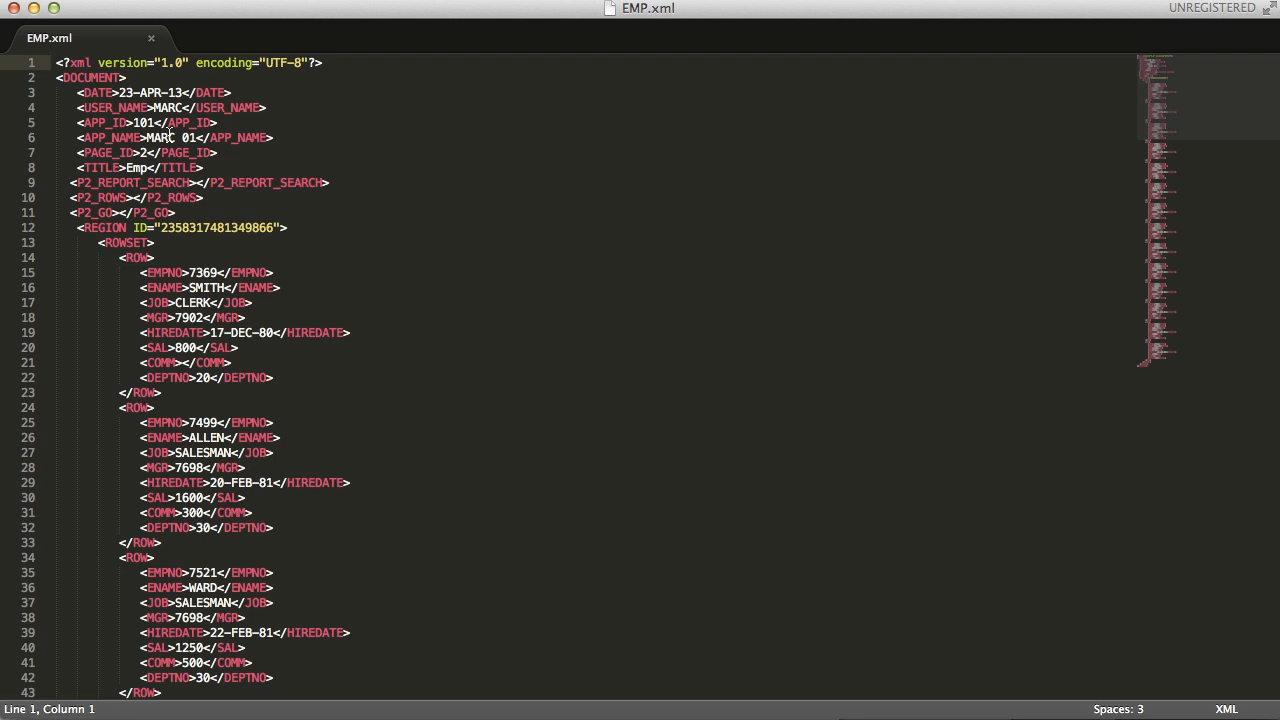 EMP.xml
UNREGISTERED
EMP.xml ×
1 <?xml version="1.0" encoding="UTF-8"?>
2 <DOCUMENT>
3 <DATE>23-APR-13</DATE>
4 <USER_NAME>MARC</USER_NAME>
5 <APP_ID>101</APP_ID>
6 <APP_NAME>MARC 01</APP_NAME>
7 <PAGE_ID>2</PAGE_ID>
8 <TITLE>Emp</TITLE>
9 <P2_REPORT_SEARCH></P2_REPORT_SEARCH>
10 <P2_ROWS></P2_ROWS>
11 <P2_GO></P2_GO>
12 <REGION ID="2358317481349866">
13 <ROWSET>
14 <ROW>
15 <EMPNO>7369</EMPNO>
16 <ENAME>SMITH</ENAME>
17 <JOB>CLERK</JOB>
18 <MGR>7902</MGR>
19 <HIREDATE>17-DEC-80</HIREDATE>
20 <SAL>800</SAL>
21 <COMM></COMM>
22 <DEPTNO>20</DEPTNO>
23 </ROW>
24 <ROW>
25 <EMPNO>7499</EMPNO>
26 <ENAME>ALLEN</ENAME>
27 <JOB>SALESMAN</JOB>
28 <MGR>7698</MGR>
29 <HIREDATE>20-FEB-81</HIREDATE>
30 <SAL>1600</SAL>
31 <COMM>300</COMM>
32 <DEPTNO>30</DEPTNO>
33 </ROW>
34 <ROW>
35 <EMPNO>7521</EMPNO>
36 <ENAME>WARD</ENAME>
37 <JOB>SALESMAN</JOB>
38 <MGR>7698</MGR>
39 <HIREDATE>22-FEB-81</HIREDATE>
40 <SAL>1250</SAL>
41 <COMM>500</COMM>
42 <DEPTNO>30</DEPTNO>
43 </ROW>
Line 1, Column 1
Spaces: 3
XML